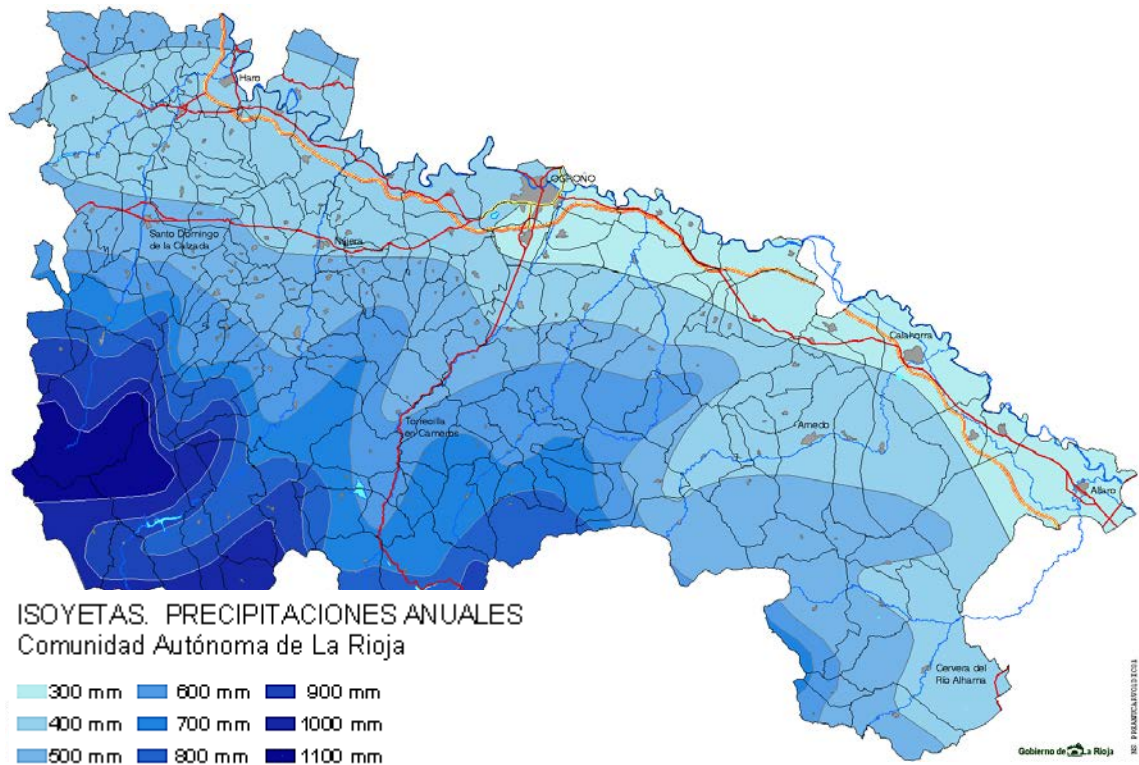 Haro
LOGROÑO
Santo Domingo
de la Calzada
Nájera
Calahorra
Torrecilla
en Cameros
Arnedo
Alfaro
ISOYETAS. PRECIPITACIONES ANUALES
Comunidad Autónoma de La Rioja
300 mm 600 mm 900 mm
400 mm 700 mm 1000 mm
500 mm 800 mm 1100 mm
Cervera del
Río Alhama
Gobierno de La Rioja